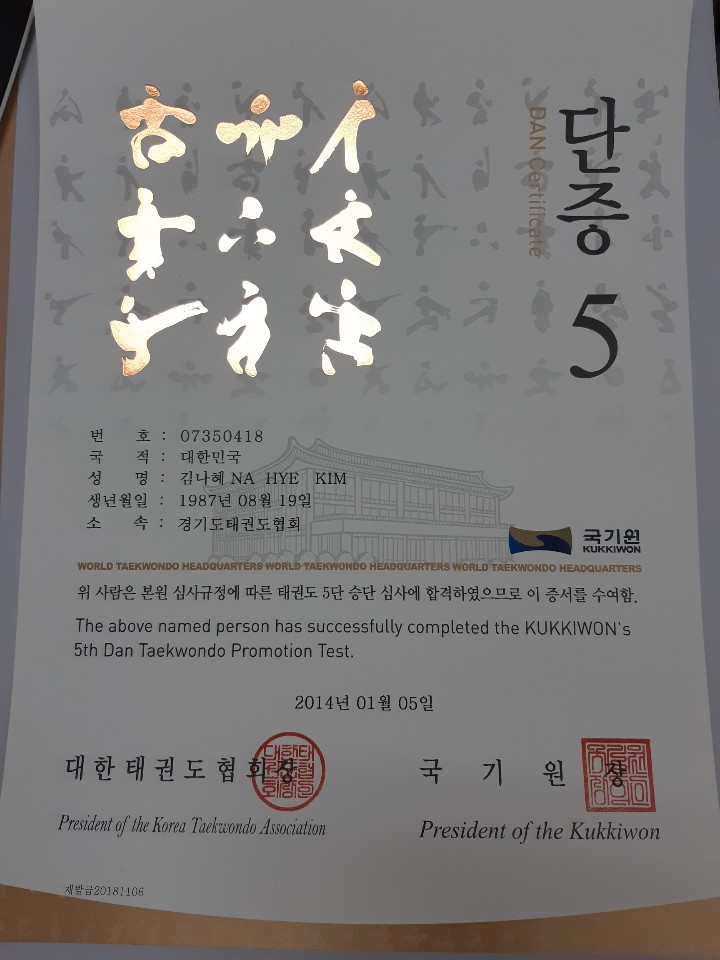 단증
DAN Certificate
5
번 호 : 07350418
국 적 : 대한민국
성 명 : 김나혜 NA HYE KIM
생년월일 : 1987년 08월 19일
소 속 : 경기도태권도협회
국기원
KUKKIWON
WORLD TAEKWONDO HEADQUARTERS WORLD TAEKWONDO HEADQUARTERS WORLD TAEKWONDO HEADQUARTERS
위 사람은 본원 심사규정에 따른 태권도 5단 승단 심사에 합격하였으므로 이 증서를 수여함.
The above named person has successfully completed the KUKKIWON's
5th Dan Taekwondo Promotion Test.
2014년 01월 05일
대한태권도협회장
President of the Korea Taekwondo Association
국 기 원 장
President of the Kukkiwon
재발급20181106